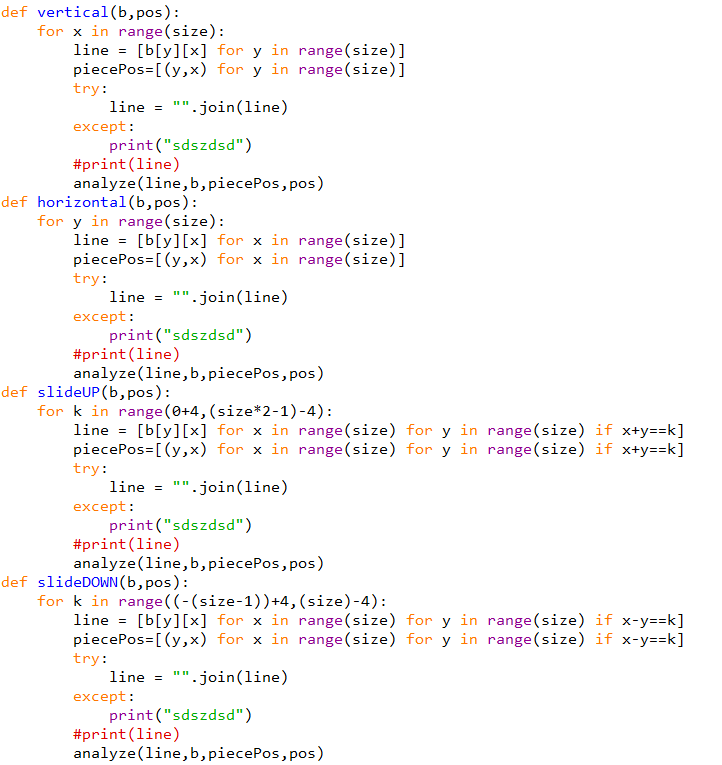 def vertical(b,pos):
    for x in range(size):
        line = [b[y][x] for y in range(size)]
        piecePos=[(y,x) for y in range(size)]
        try:
            line = "".join(line)
        except:
            print("sdszdsd")
        #print(line)
        analyze(line,b,piecePos,pos)
def horizontal(b,pos):
    for y in range(size):
        line = [b[y][x] for x in range(size)]
        piecePos=[(y,x) for x in range(size)]
        try:
            line = "".join(line)
        except:
            print("sdszdsd")
        #print(line)
        analyze(line,b,piecePos,pos)
def slideUP(b,pos):
    for k in range(0+4,(size*2-1)-4):
        line = [b[y][x] for x in range(size) for y in range(size) if x+y==k]
        piecePos=[(y,x) for x in range(size) for y in range(size) if x+y==k]
        try:
            line = "".join(line)
        except:
            print("sdszdsd")
        #print(line)
        analyze(line,b,piecePos,pos)
def slideDOWN(b,pos):
    for k in range((-(size-1))+4,(size)-4):
        line = [b[y][x] for x in range(size) for y in range(size) if x-y==k]
        piecePos=[(y,x) for x in range(size) for y in range(size) if x-y==k]
        try:
            line = "".join(line)
        except:
            print("sdszdsd")
        #print(line)
        analyze(line,b,piecePos,pos)